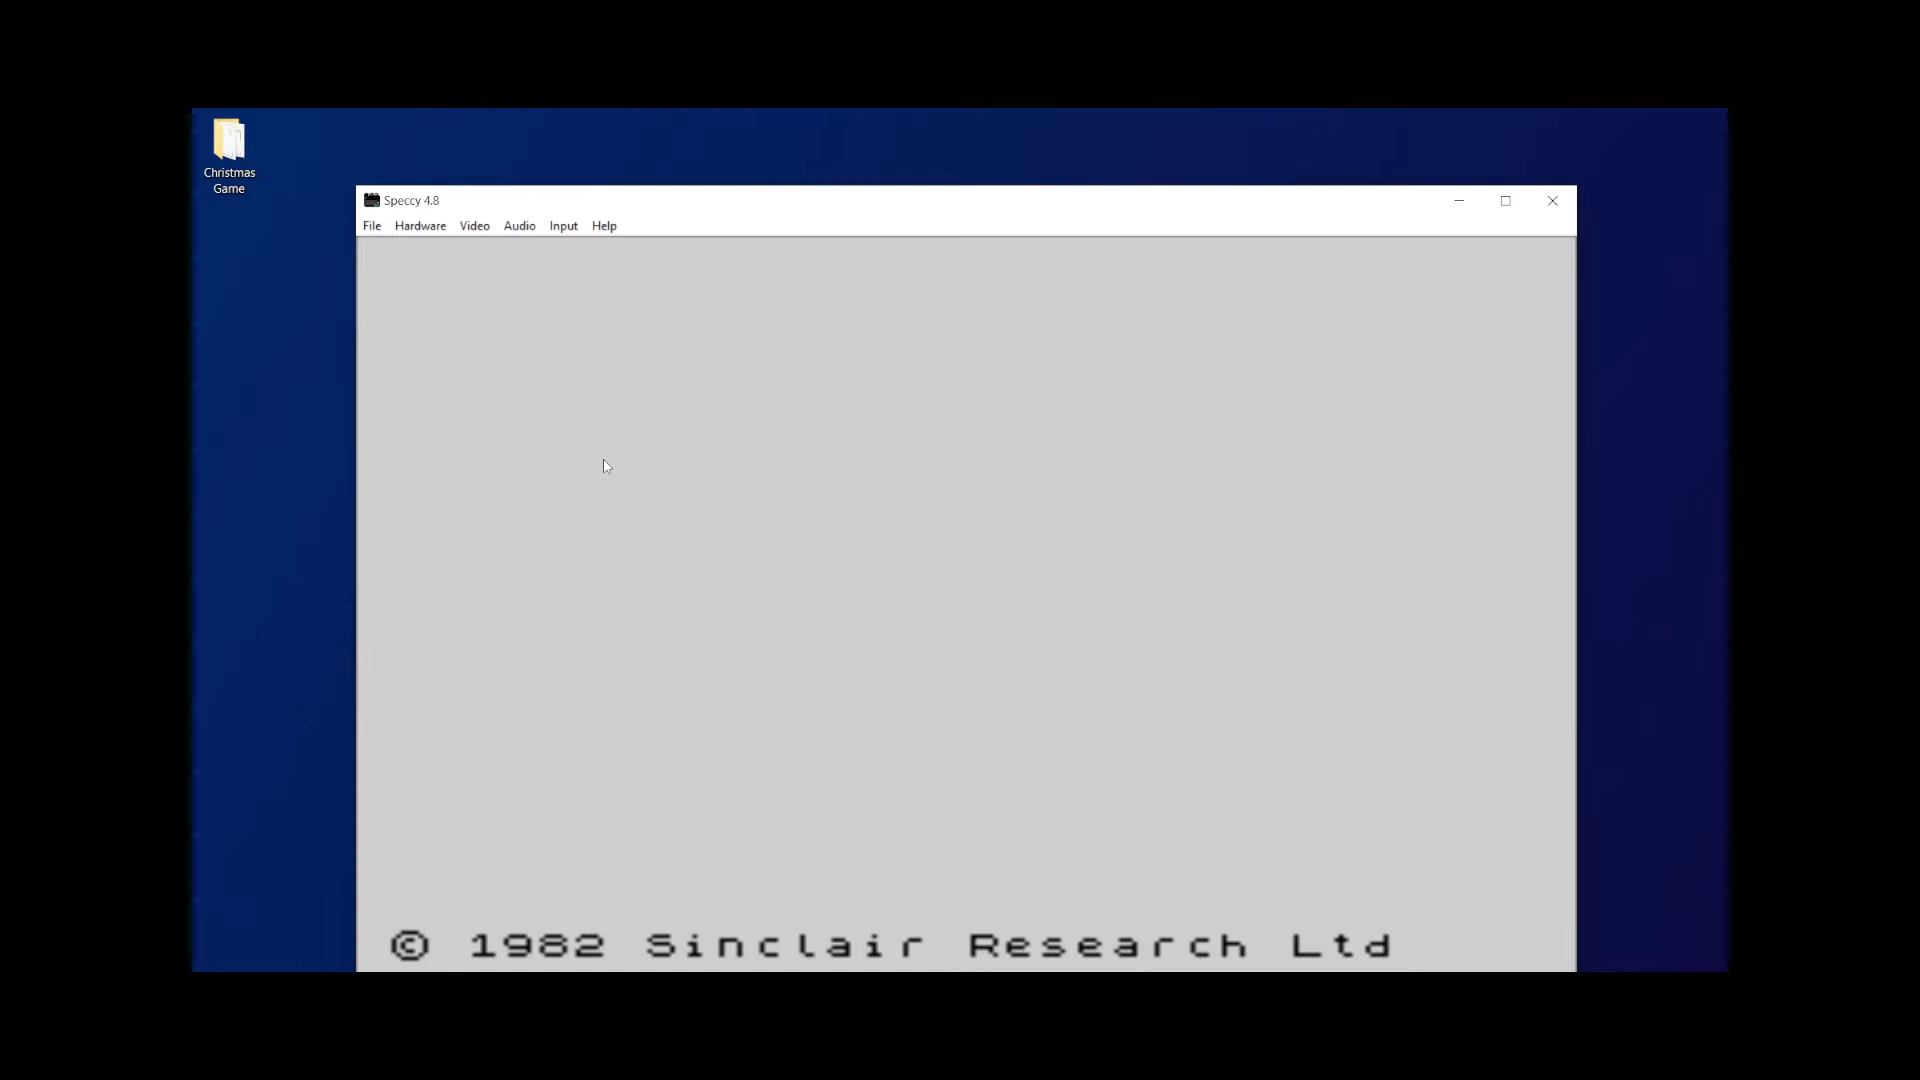 Christmas
Game
Speccy 4.8
File Hardware Video Audio Input Help
© 1982 Sinclair Research Ltd